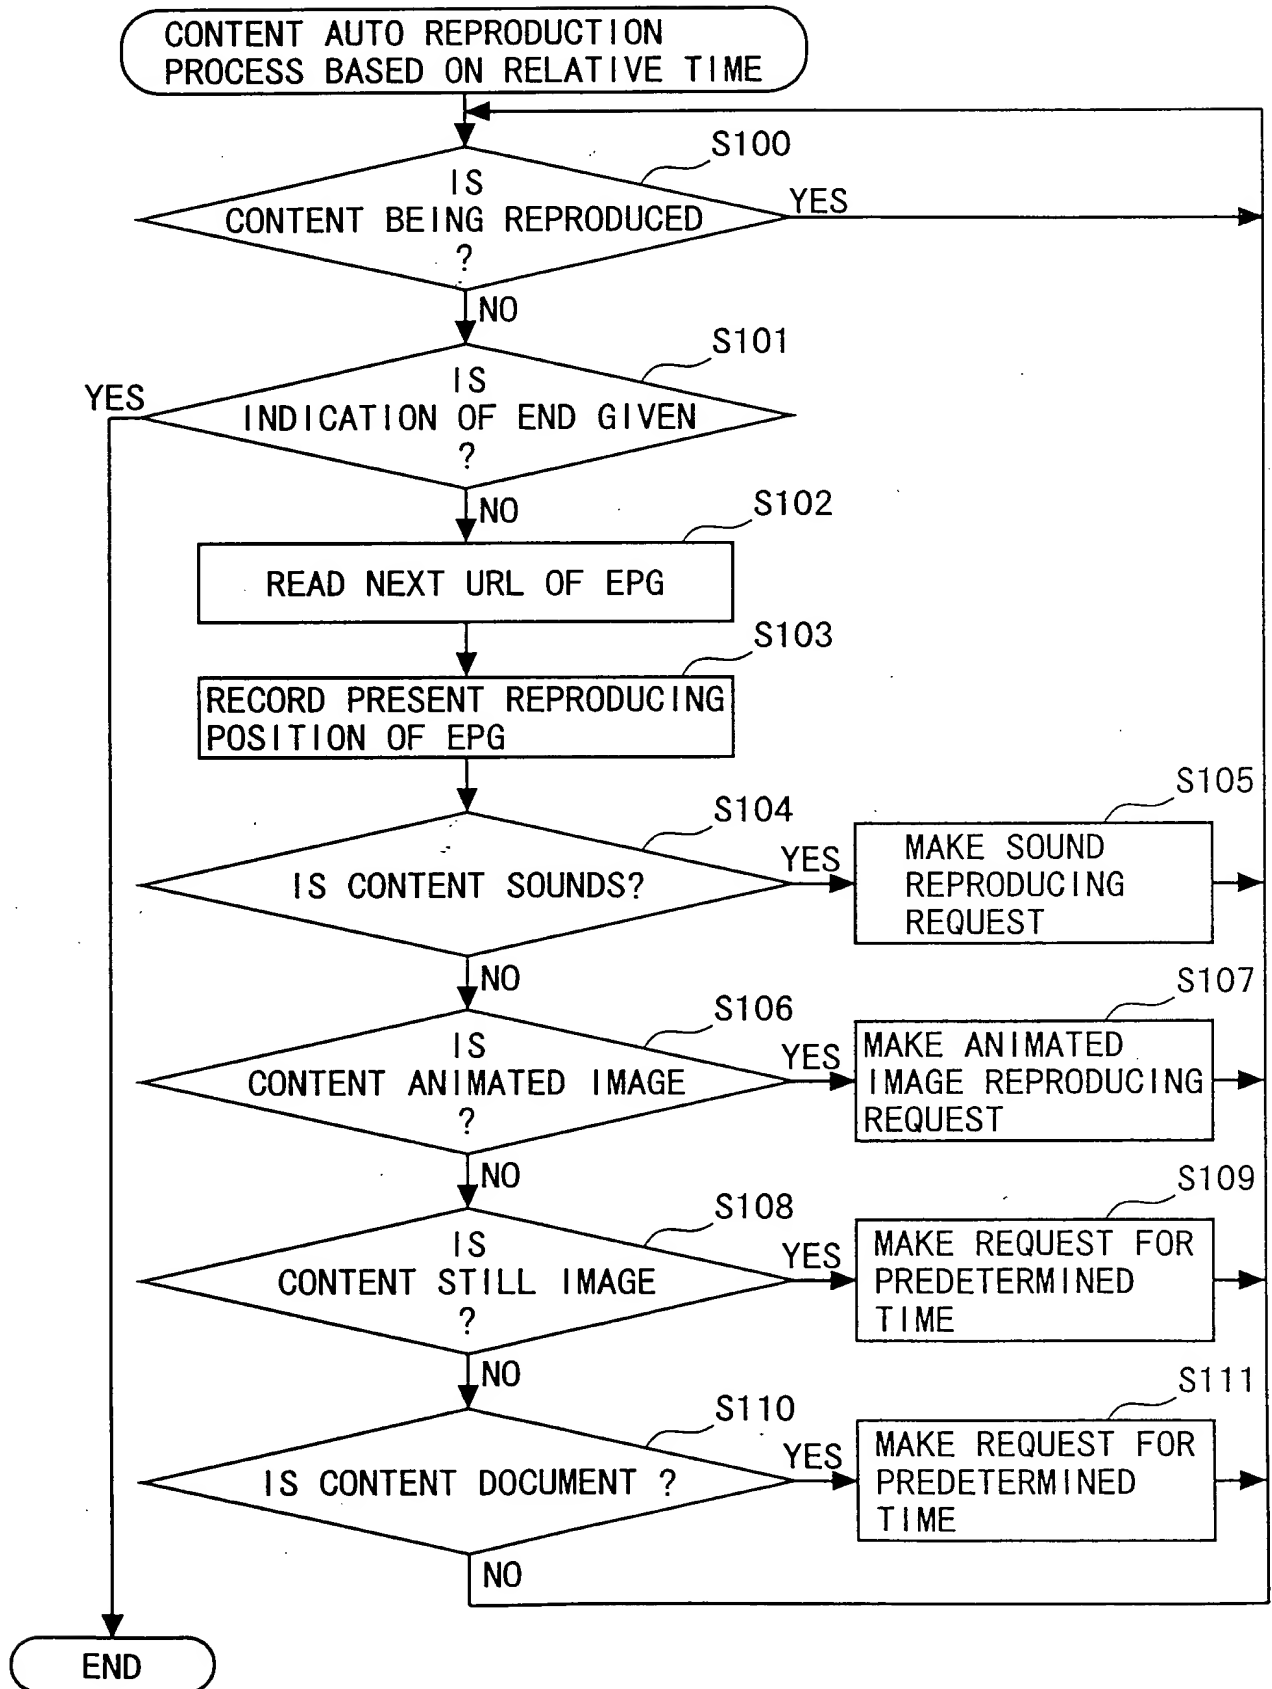 CONTENT AUTO REPRODUCTION
PROCESS BASED ON RELATIVE TIME
S100
IS
CONTENT BEING REPRODUCED
?
YES
NO
S101
IS
INDICATION OF END GIVEN
?
YES
NO
S102
READ NEXT URL OF EPG
S103
RECORD PRESENT REPRODUCING
POSITION OF EPG
S104
IS CONTENT SOUNDS?
YES
S105
MAKE SOUND
REPRODUCING
REQUEST
NO
S106
IS
CONTENT ANIMATED IMAGE
?
YES
S107
MAKE ANIMATED
IMAGE REPRODUCING
REQUEST
NO
S108
IS
CONTENT STILL IMAGE
?
YES
S109
MAKE REQUEST FOR
PREDETERMINED
TIME
NO
S110
IS CONTENT DOCUMENT ?
YES
S111
MAKE REQUEST FOR
PREDETERMINED
TIME
NO
END